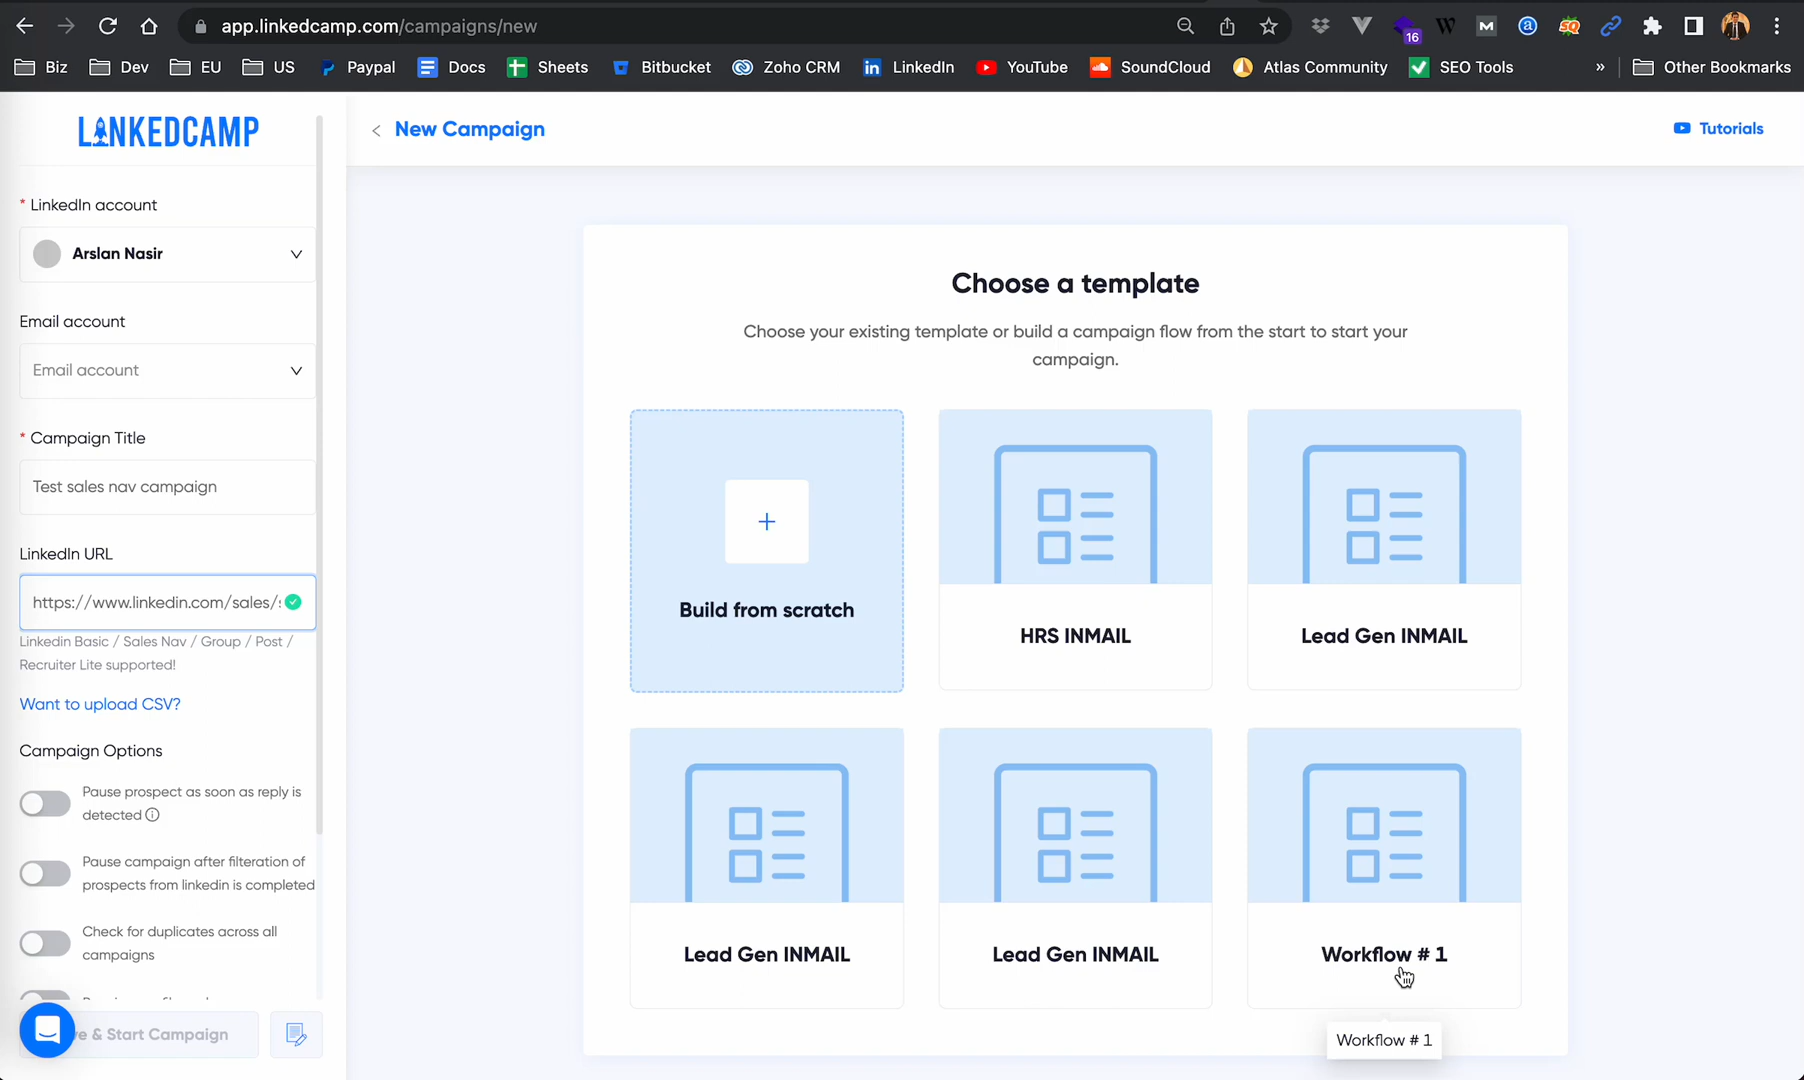 app.linkedcamp.com/campaigns/new
16
Biz
Dev
EU
US
Paypal
Docs
Sheets
Bitbucket
Zoho CRM
LinkedIn
YouTube
SoundCloud
Atlas Community
SEO Tools
»
Other Bookmarks
LINKEDCAMP
New Campaign
Tutorials
* LinkedIn account
Arslan Nasir
Email account
Email account
* Campaign Title
Test sales nav campaign
LinkedIn URL
https://www.linkedin.com/sales/
Linkedin Basic / Sales Nav / Group / Post /
Recruiter Lite supported!
Want to upload CSV?
Campaign Options
Pause prospect as soon as reply is
detected
Pause campaign after filteration of
prospects from linkedin is completed
Check for duplicates across all
campaigns
& Start Campaign
Choose a template
Choose your existing template or build a campaign flow from the start to start your
campaign.
Build from scratch
HRS INMAIL
Lead Gen INMAIL
Lead Gen INMAIL
Lead Gen INMAIL
Workflow # 1
Workflow # 1